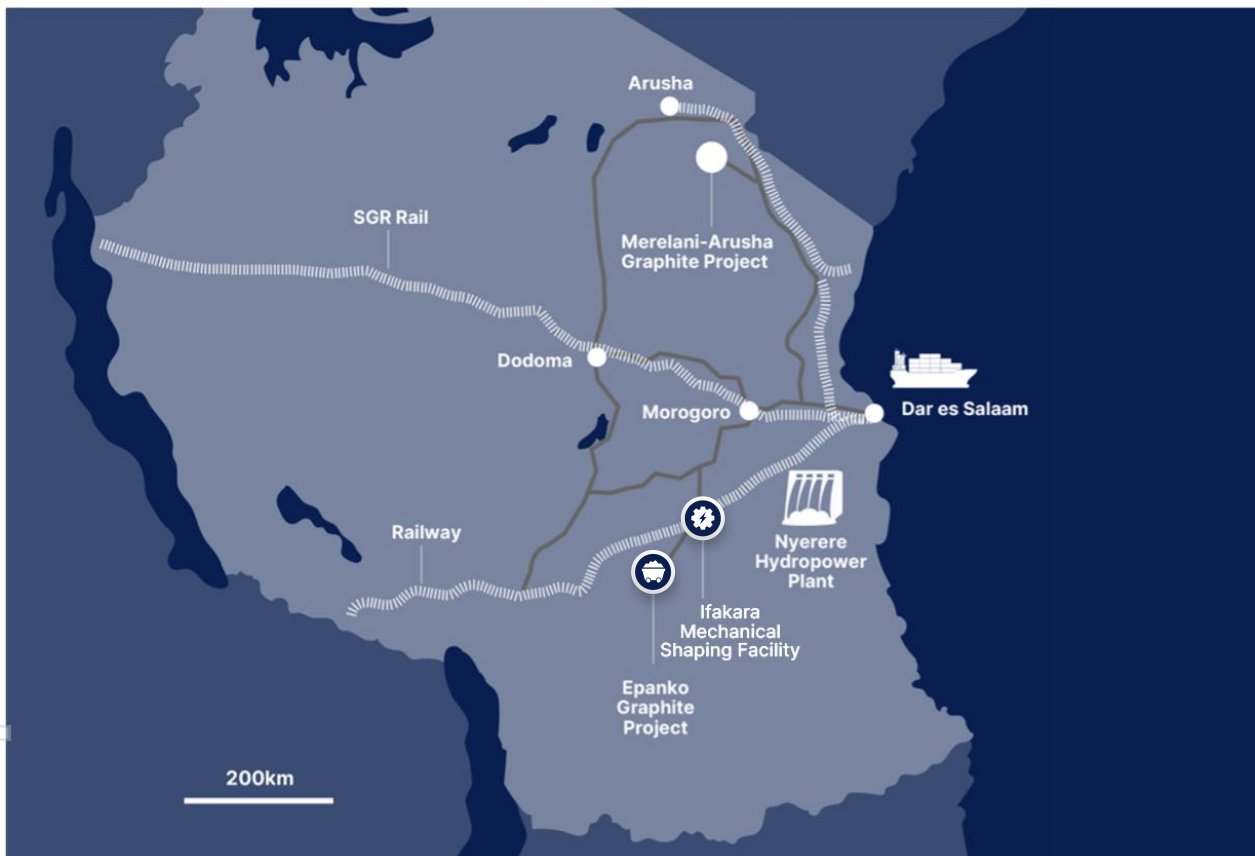 Arusha
SGR Rail
Merelani-Arusha
Graphite Project
Dodoma
Morogoro
Dar es Salaam
Railway
Nyerere
Hydropower
Plant
Ifakara
Mechanical
Shaping Facility
Epanko
Graphite
Project
200km